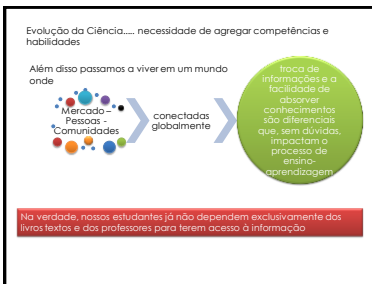 Evolução da Ciência..... necessidade de agregar competências e
habilidades
Além disso passamos a viver em um mundo
onde
Mercado –
Pessoas -
Comunidades
conectadas
globalmente
troca de
informações e a
facilidade de
absorver
conhecimentos
são diferenciais
que, sem dúvidas,
impactam o
processo de
ensino-
aprendizagem
Na verdade, nossos estudantes já não dependem exclusivamente dos
livros textos e dos professores para terem acesso à informação